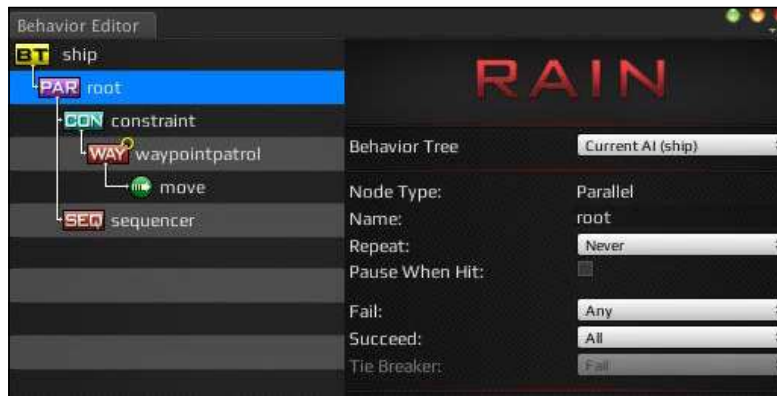 Behavior Editor
BT ship
PAR root
CON constraint
WAY waypointpatrol
move
SEQ sequencer
RAIN
Behavior Tree Current AI (ship)
Node Type: Parallel
Name: root
Repeat: Never
Pause When Hit:
Fail: Any
Succeed: All
Tie Breaker: Fail